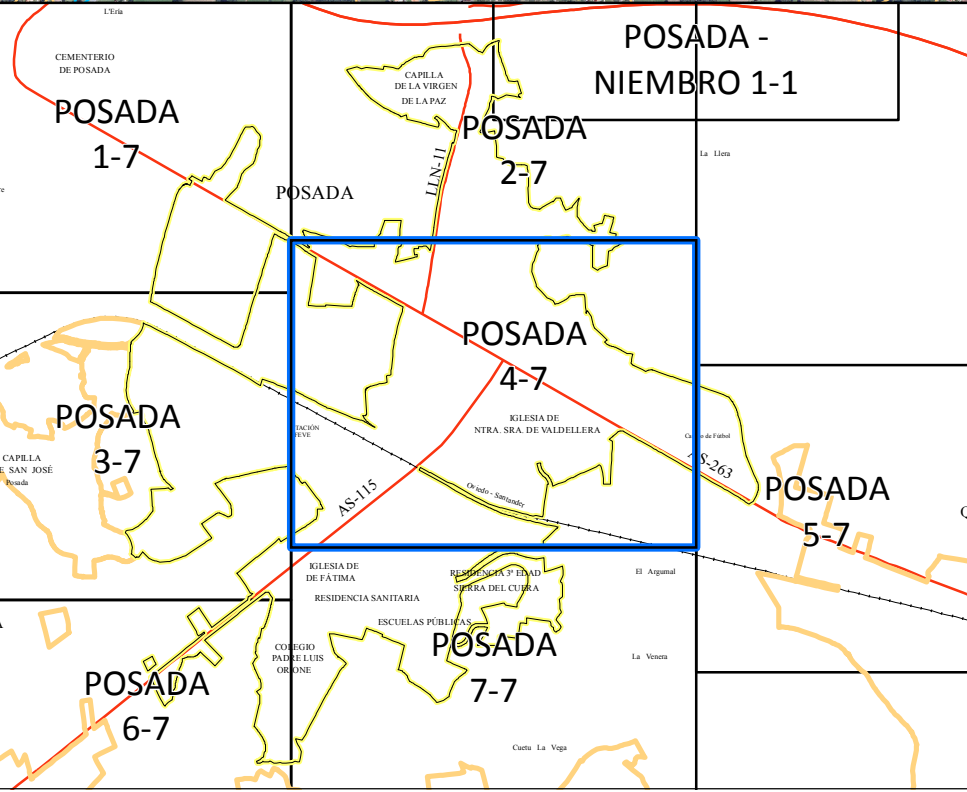 L'Ería
CEMENTERIO
DE POSADA
POSADA
1-7
CAPILLA
DE LA VIRGEN
DE LA PAZ
POSADA -
NIEMBRO 1-1
POSADA
2-7
LLN-11
La Llera
POSADA
POSADA
4-7
IGLESIA DE
NTRA. SRA. DE VALDELLERA
AS-263
POSADA
3-7
CAPILLA
SAN JOSÉ
Posada
AS-115
Oviedo - Santander
POSADA
5-7
IGLESIA DE
DE FÁTIMA
RESIDENCIA SANITARIA
RESIDENCIA 3ª EDAD
SIERRA DEL CUERA
El Argumal
ESCUELAS PÚBLICAS
POSADA
7-7
COLEGIO
PADRE LUIS
ORIONE
La Venera
POSADA
6-7
Cuetu La Vega